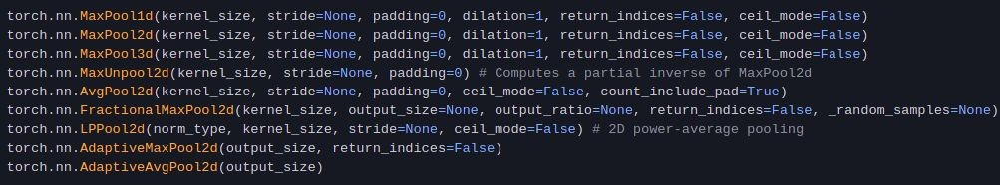 torch.nn.MaxPool1d(kernel_size, stride=None, padding=0, dilation=1, return_indices=False, ceil_mode=False)
torch.nn.MaxPool2d(kernel_size, stride=None, padding=0, dilation=1, return_indices=False, ceil_mode=False)
torch.nn.MaxPool3d(kernel_size, stride=None, padding=0, dilation=1, return_indices=False, ceil_mode=False)
torch.nn.MaxUnpool2d(kernel_size, stride=None, padding=0) # Computes a partial inverse of MaxPool2d
torch.nn.AvgPool2d(kernel_size, stride=None, padding=0, ceil_mode=False, count_include_pad=True)
torch.nn.FractionalMaxPool2d(kernel_size, output_size=None, output_ratio=None, return_indices=False, _random_samples=None)
torch.nn.LPPool2d(norm_type, kernel_size, stride=None, ceil_mode=False) # 2D power-average pooling
torch.nn.AdaptiveMaxPool2d(output_size, return_indices=False)
torch.nn.AdaptiveAvgPool2d(output_size)